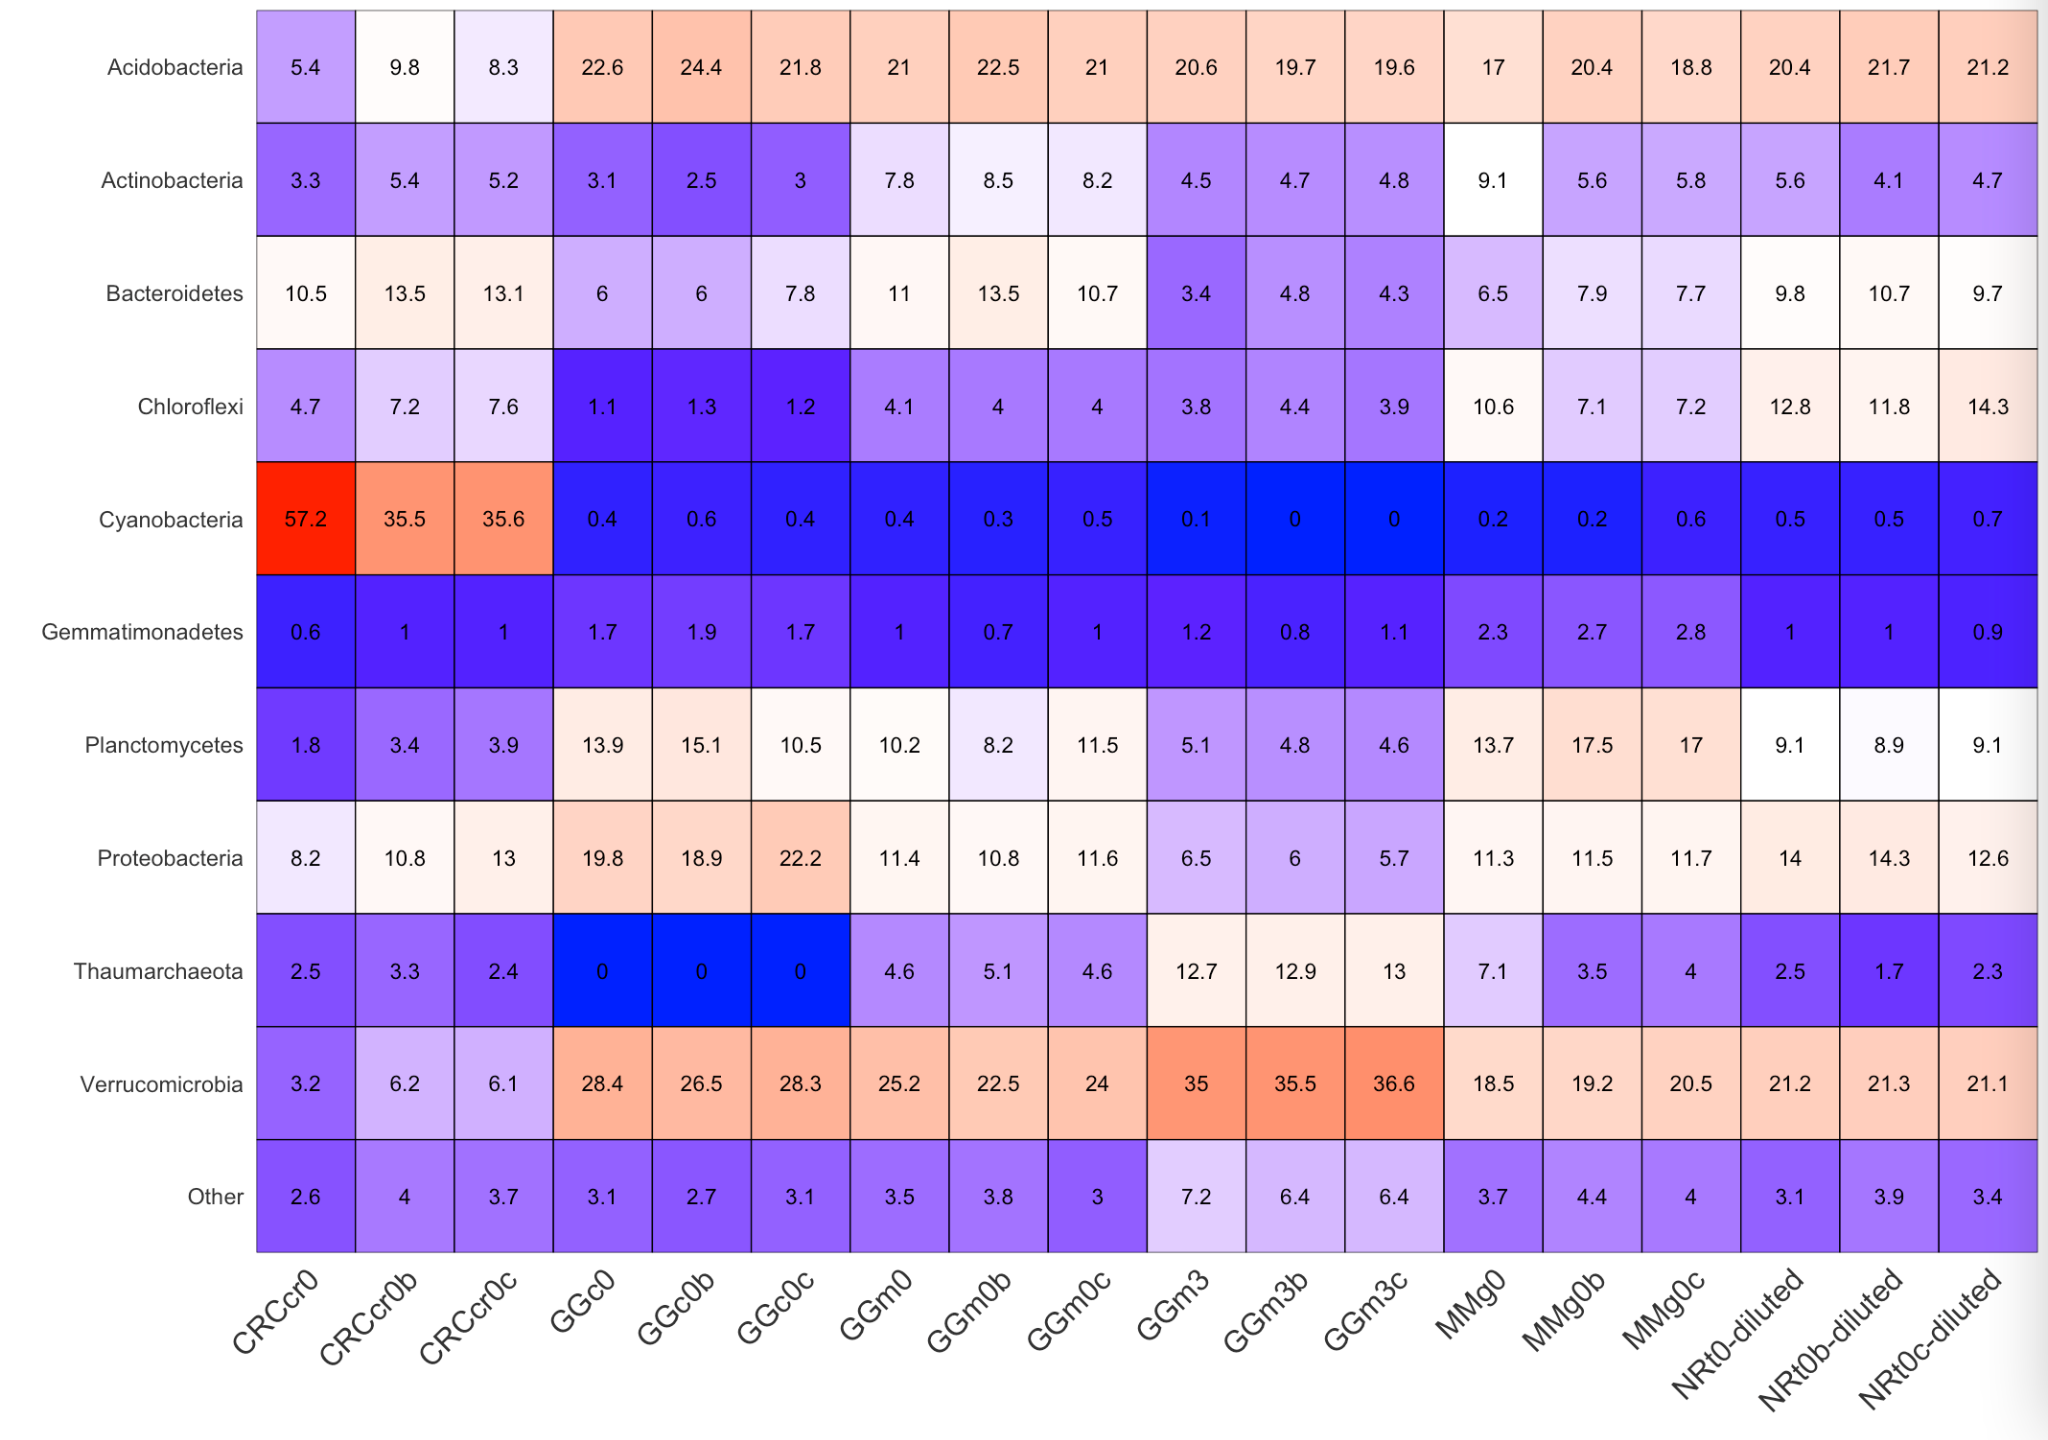 Acidobacteria 5.4 9.8 8.3 22.6 24.4 21.8 21 22.5 21 20.6 19.7 19.6 17 20.4 18.8 20.4 21.7 21.2
Actinobacteria 3.3 5.4 5.2 3.1 2.5 3 7.8 8.5 8.2 4.5 4.7 4.8 9.1 5.6 5.8 5.6 4.1 4.7
Bacteroidetes 10.5 13.5 13.1 6 6 7.8 11 13.5 10.7 3.4 4.8 4.3 6.5 7.9 7.7 9.8 10.7 9.7
Chloroflexi 4.7 7.2 7.6 1.1 1.3 1.2 4.1 4 4 3.8 4.4 3.9 10.6 7.1 7.2 12.8 11.8 14.3
Cyanobacteria 57.2 35.5 35.6 0.4 0.6 0.4 0.4 0.3 0.5 0.1 0 0 0.2 0.2 0.6 0.5 0.5 0.7
Gemmatimonadetes 0.6 1 1 1.7 1.9 1.7 1 0.7 1 1.2 0.8 1.1 2.3 2.7 2.8 1 1 0.9
Planctomycetes 1.8 3.4 3.9 13.9 15.1 10.5 10.2 8.2 11.5 5.1 4.8 4.6 13.7 17.5 17 9.1 8.9 9.1
Proteobacteria 8.2 10.8 13 19.8 18.9 22.2 11.4 10.8 11.6 6.5 6 5.7 11.3 11.5 11.7 14 14.3 12.6
Thaumarchaeota 2.5 3.3 2.4 0 0 0 4.6 5.1 4.6 12.7 12.9 13 7.1 3.5 4 2.5 1.7 2.3
Verrucomicrobia 3.2 6.2 6.1 28.4 26.5 28.3 25.2 22.5 24 35 35.5 36.6 18.5 19.2 20.5 21.2 21.3 21.1
Other 2.6 4 3.7 3.1 2.7 3.1 3.5 3.8 3 7.2 6.4 6.4 3.7 4.4 4 3.1 3.9 3.4
CRCcr0 CRCcr0b CRCcr0c GGc0 GGc0b GGc0c GGm0 GGm0b GGm0c GGm3 GGm3b GGm3c MMg0 MMg0b MMg0c NRt0-diluted NRt0b-diluted NRt0c-diluted